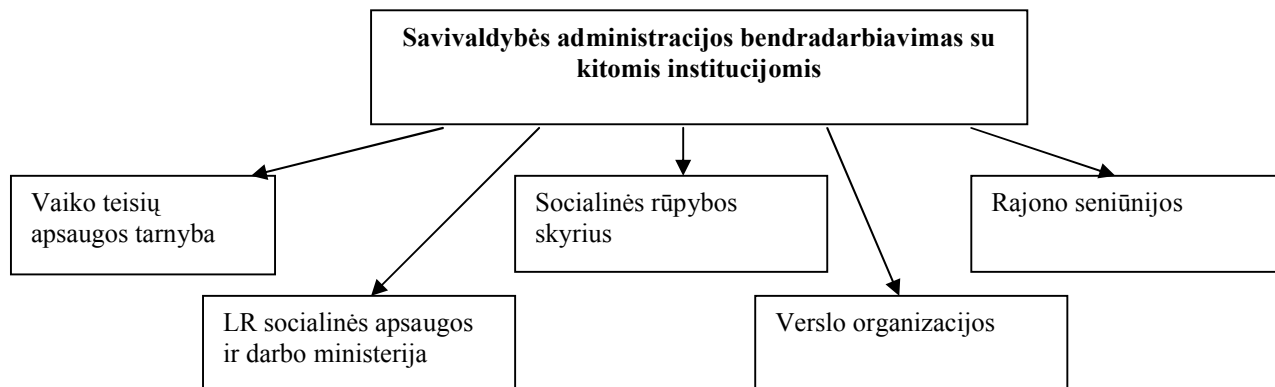 Savivaldybės administracijos bendradarbiavimas su
kitomis institucijomis
Vaiko teisių
apsaugos tarnyba
Socialinės rūpybos
skyrius
Rajono seniūnijos
LR socialinės apsaugos
ir darbo ministerija
Verslo organizacijos